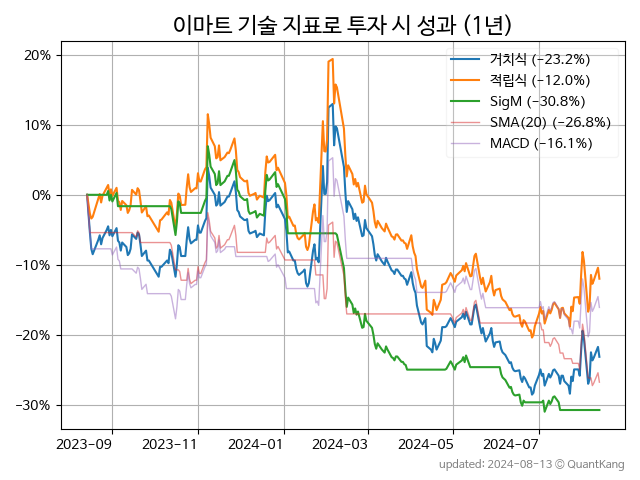 이마트 기술 지표로 투자 시 성과 (1년)
거치식 (−23.2%)
적립식 (−12.0%)
SigM (−30.8%)
SMA(20) (−26.8%)
MACD (−16.1%)
20%
10%
0%
−10%
−20%
−30%
2023-09 2023-11 2024-01 2024-03 2024-05 2024-07
updated: 2024-08-13 © QuantKang